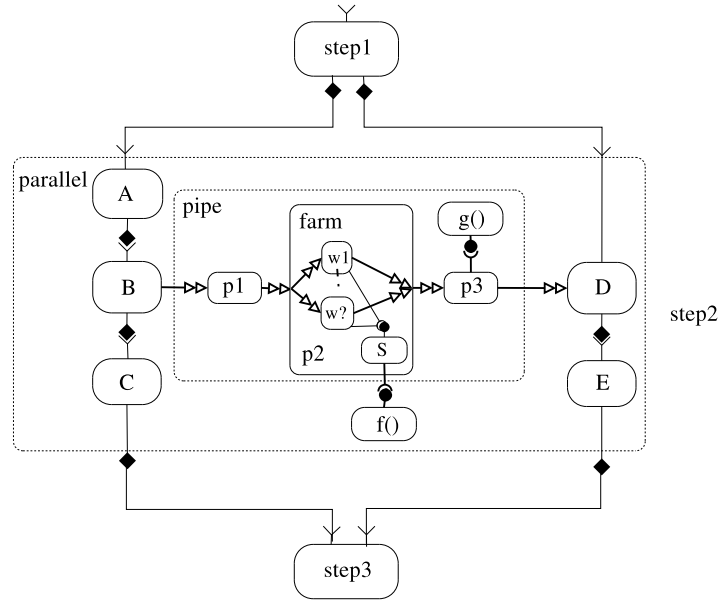 step1
parallel
A
pipe
farm
g()
w1
B
p1
p3
D
step2
w?
S
p2
C
E
f()
step3